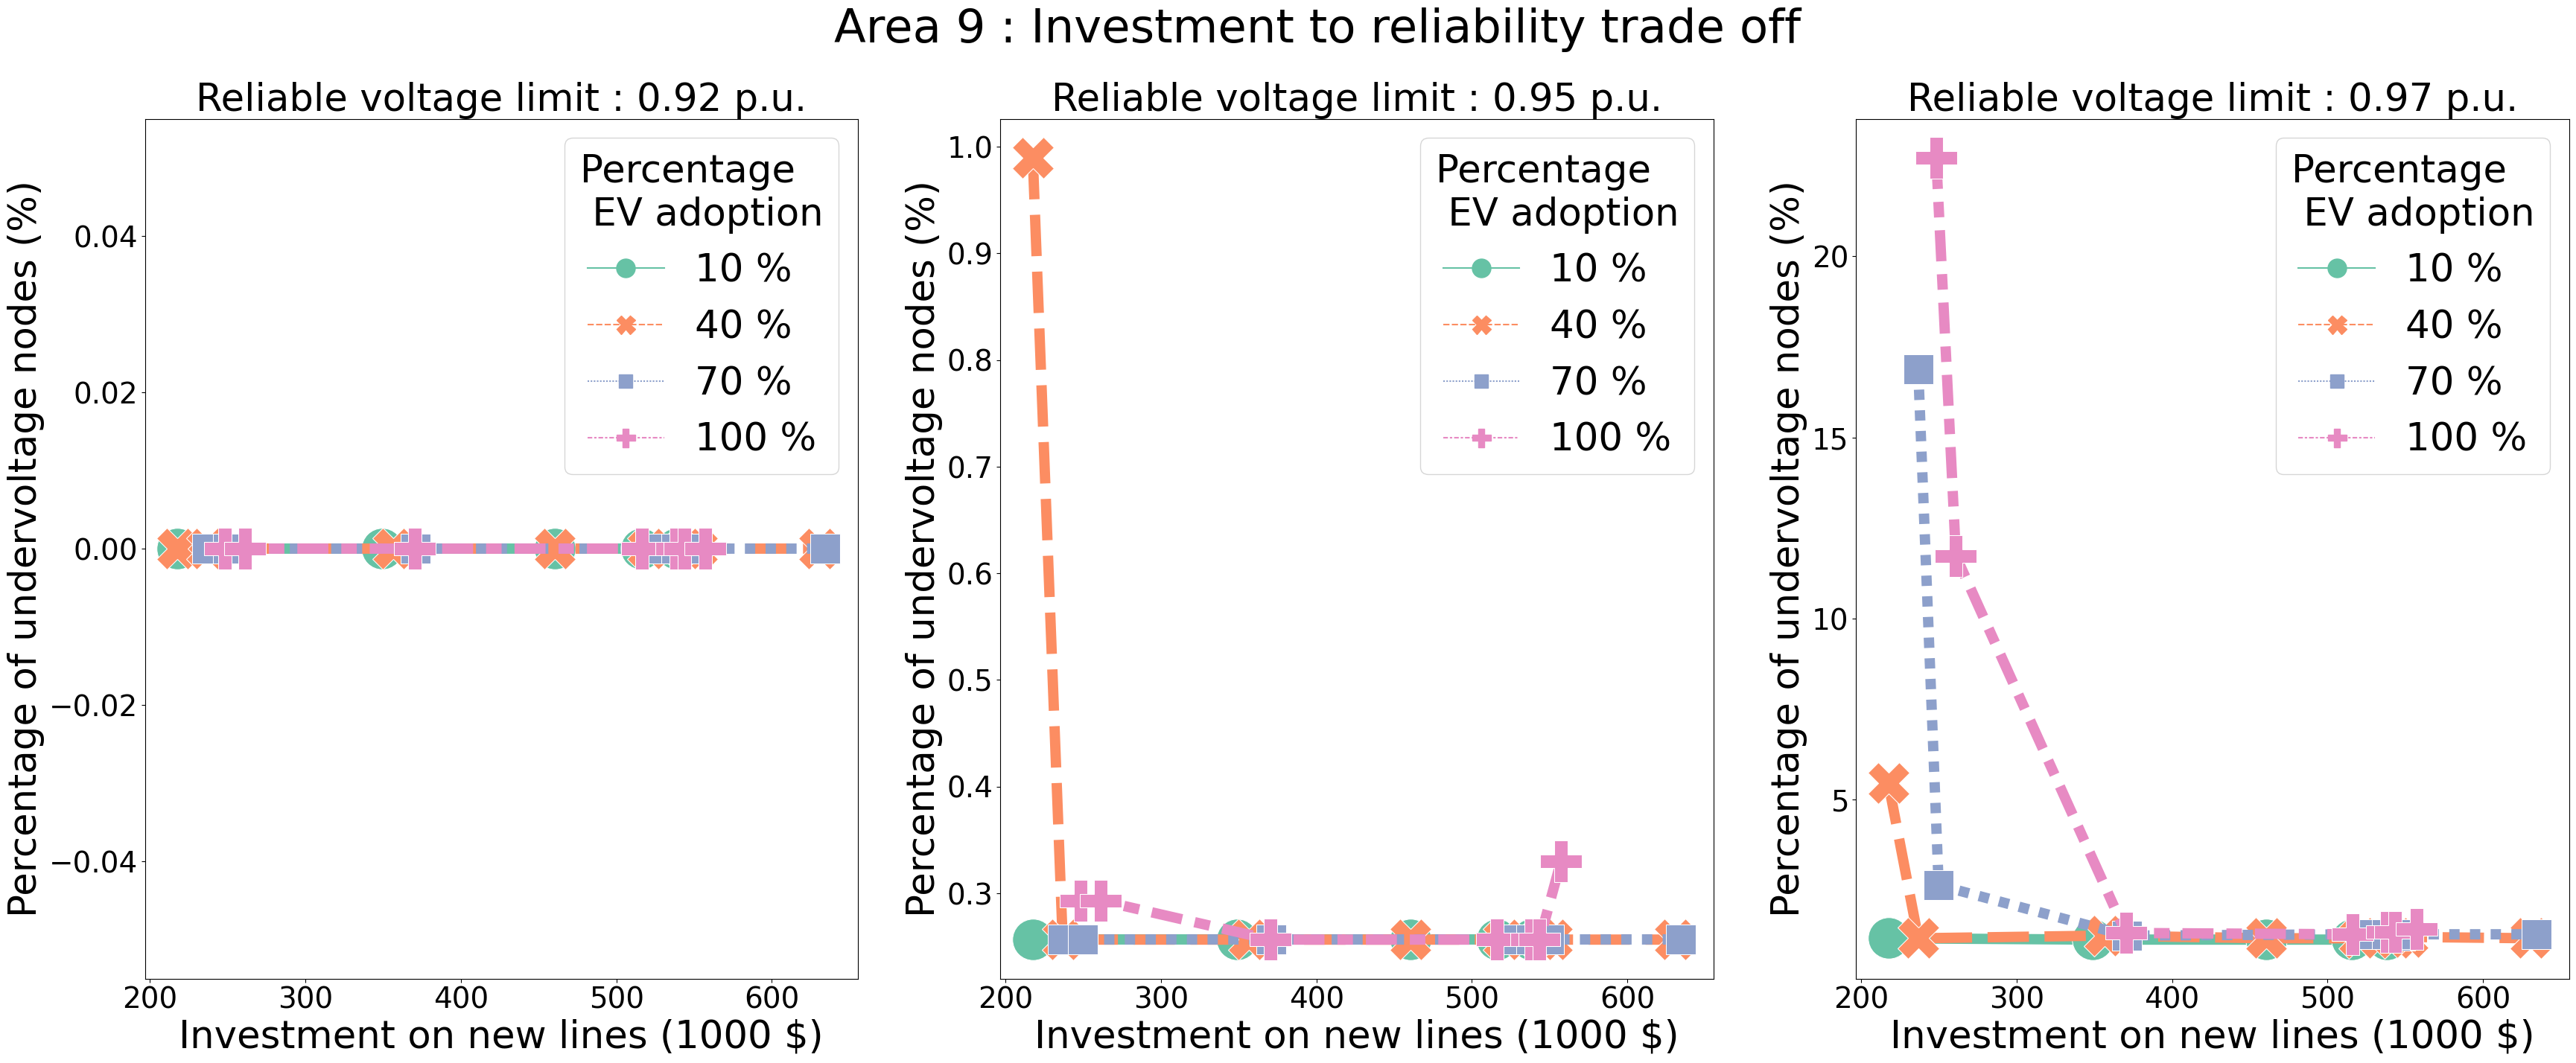 Area 9 : Investment to reliability trade off
Reliable voltage limit : 0.92 p.u.
Percentage of undervoltage nodes (%)
0.04
0.02
0.00
−0.02
−0.04
Percentage
EV adoption
10 %
40 %
70 %
100 %
200
300
400
500
600
Investment on new lines (1000 $)
Reliable voltage limit : 0.95 p.u.
Percentage of undervoltage nodes (%)
1.0
0.9
0.8
0.7
0.6
0.5
0.4
0.3
Percentage
EV adoption
10 %
40 %
70 %
100 %
200
300
400
500
600
Investment on new lines (1000 $)
Reliable voltage limit : 0.97 p.u.
Percentage of undervoltage nodes (%)
20
15
10
5
Percentage
EV adoption
10 %
40 %
70 %
100 %
200
300
400
500
600
Investment on new lines (1000 $)